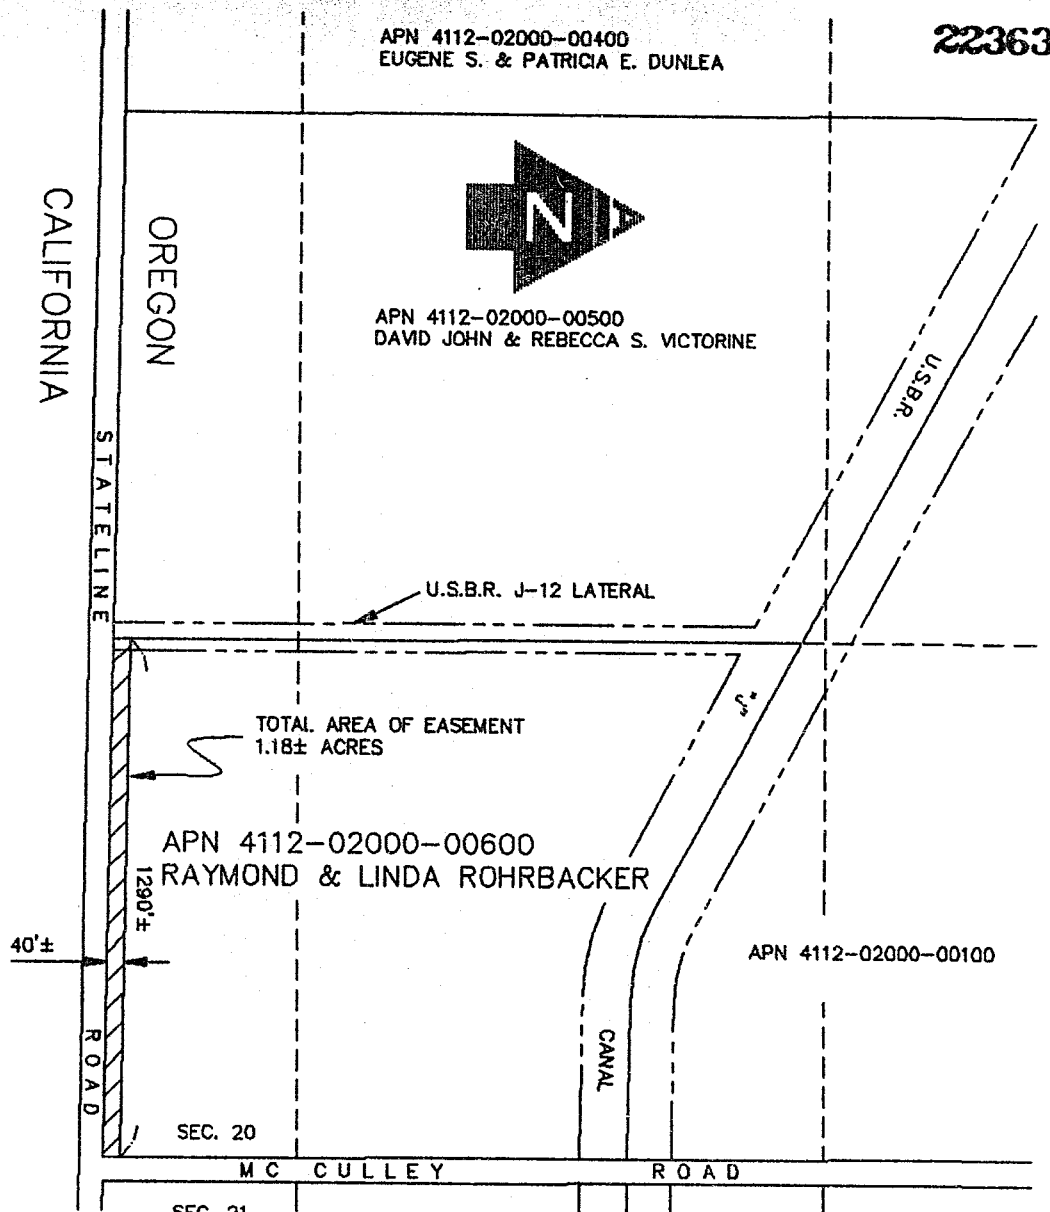 22363
APN 4112-02000-00400
EUGENE S. & PATRICIA E. DUNLEA
N
CALIFORNIA
OREGON
APN 4112-02000-00500
DAVID JOHN & REBECCA S. VICTORINE
U.S.B.R.
STATELINE
U.S.B.R. J-12 LATERAL
"J"
TOTAL AREA OF EASEMENT
1.18± ACRES
APN 4112-02000-00600
RAYMOND & LINDA ROHRBACKER
1290'±
40'±
APN 4112-02000-00100
ROAD
CANAL
SEC. 20
MC CULLEY ROAD
SEC. 21